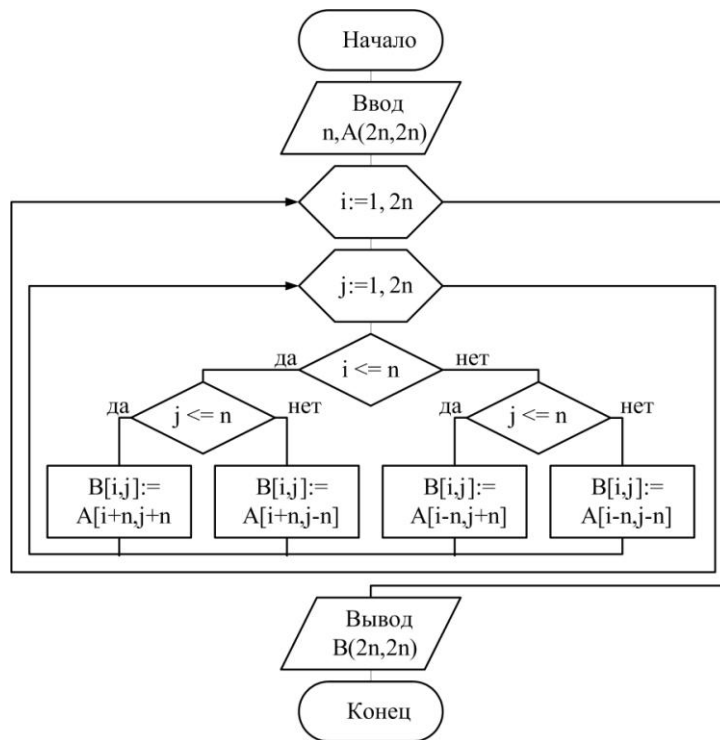 Начало
Ввод
n,A(2n,2n)
i:=1, 2n
j:=1, 2n
да
i <= n
нет
да
j <= n
нет
да
j <= n
нет
B[i,j]:=
A[i+n,j+n
B[i,j]:=
A[i+n,j-n]
B[i,j]:=
A[i-n,j+n]
B[i,j]:=
A[i-n,j-n]
Вывод
B(2n,2n)
Конец